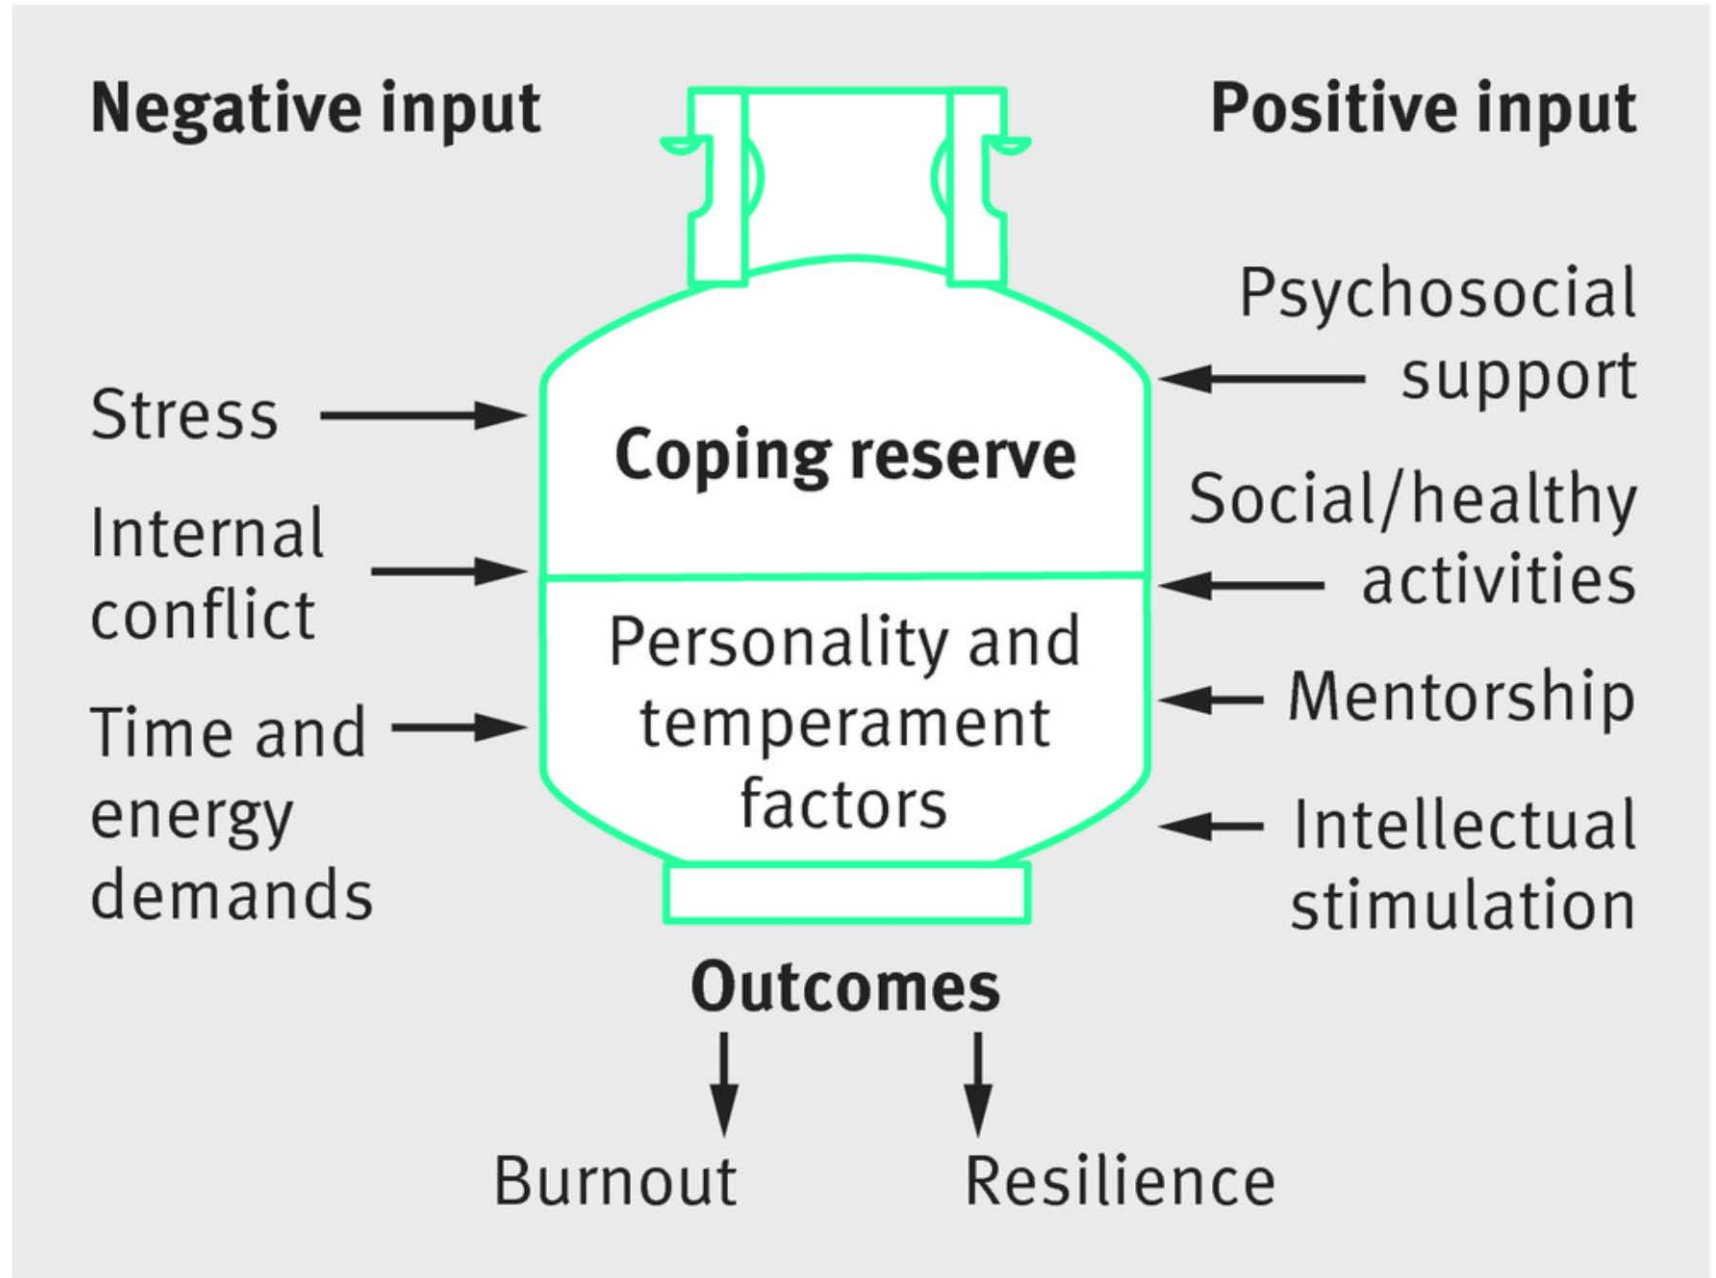 Negative input
Positive input
Stress
Internal
conflict
Time and
energy
demands
Coping reserve
Personality and
temperament
factors
Psychosocial
support
Social/healthy
activities
Mentorship
Intellectual
stimulation
Outcomes
Burnout
Resilience